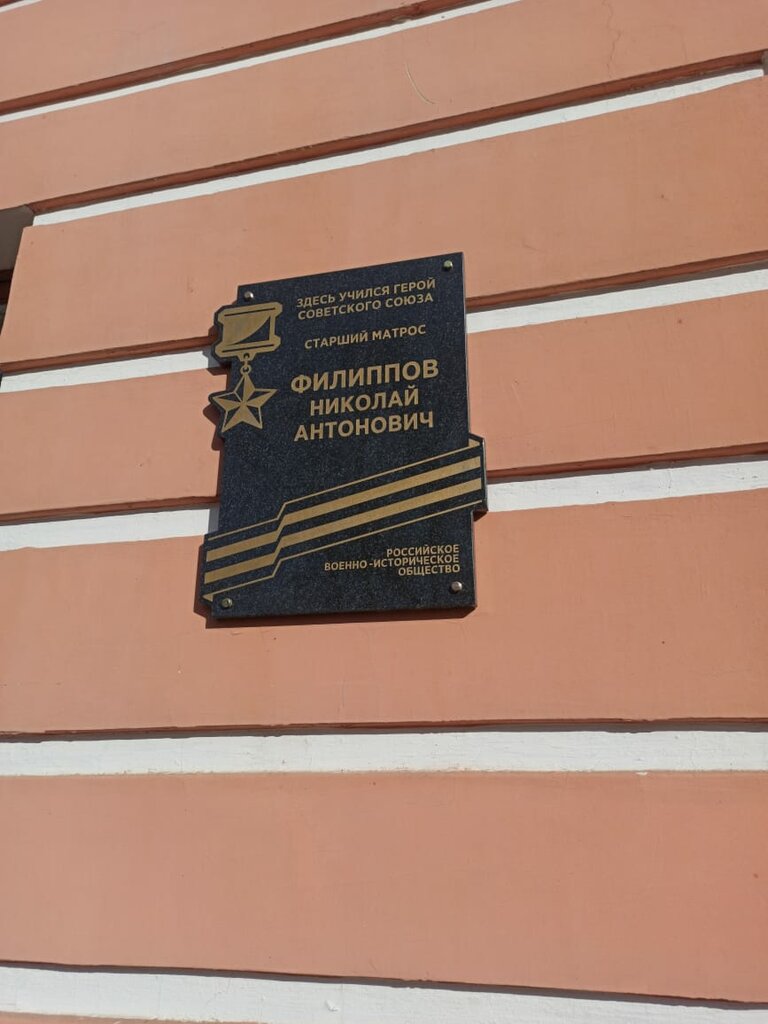 ЗДЕСЬ УЧИЛСЯ ГЕРОЙ
СОВЕТСКОГО СОЮЗА
СТАРШИЙ МАТРОС
ФИЛИППОВ
НИКОЛАЙ
АНТОНОВИЧ
РОССИЙСКОЕ
ВОЕННО-ИСТОРИЧЕСКОЕ
ОБЩЕСТВО